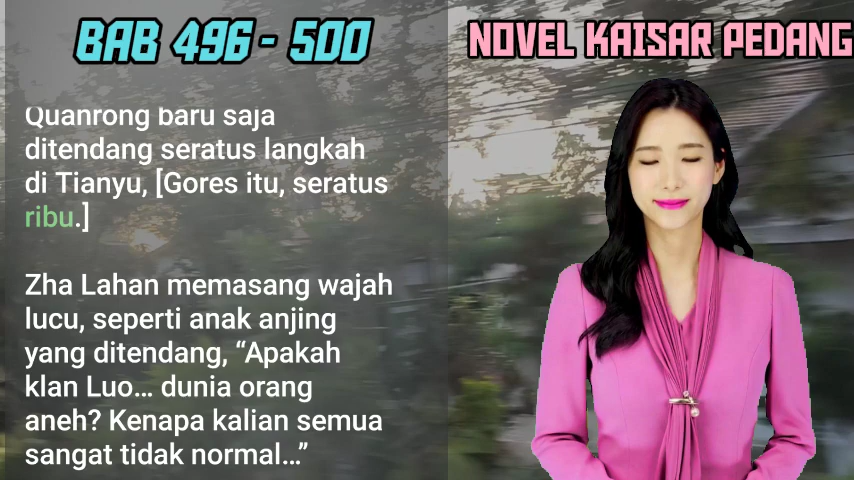 BAB 496 - 500
NOVEL KAISAR PEDANG
Quanrong baru saja
ditendang seratus langkah
di Tianyu, [Gores itu, seratus
ribu.]
Zha Lahan memasang wajah
lucu, seperti anak anjing
yang ditendang, “Apakah
klan Luo... dunia orang
aneh? Kenapa kalian semua
sangat tidak normal...”